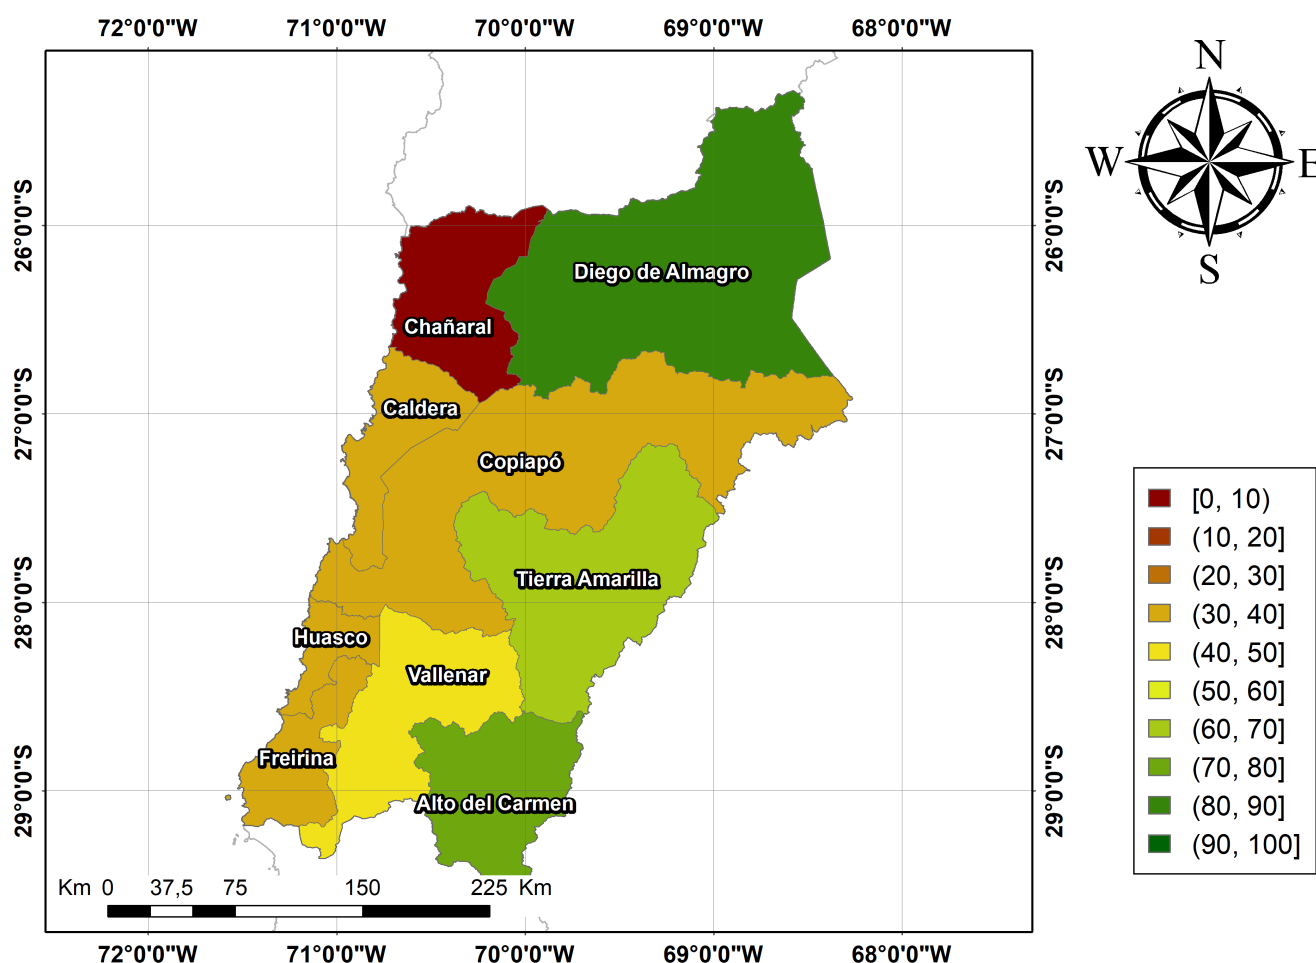 72°0'0"W 71°0'0"W 70°0'0"W 69°0'0"W 68°0'0"W
N
W E
S
26°0'0"S 26°0'0"S
Diego de Almagro
Chañaral
27°0'0"S 27°0'0"S
Caldera
Copiapó
28°0'0"S 28°0'0"S
Tierra Amarilla
Huasco
Vallenar
29°0'0"S 29°0'0"S
Freirina
Alto del Carmen
[0, 10)
(10, 20]
(20, 30]
(30, 40]
(40, 50]
(50, 60]
(60, 70]
(70, 80]
(80, 90]
(90, 100]
Km 0 37,5 75 150 225 Km
72°0'0"W 71°0'0"W 70°0'0"W 69°0'0"W 68°0'0"W